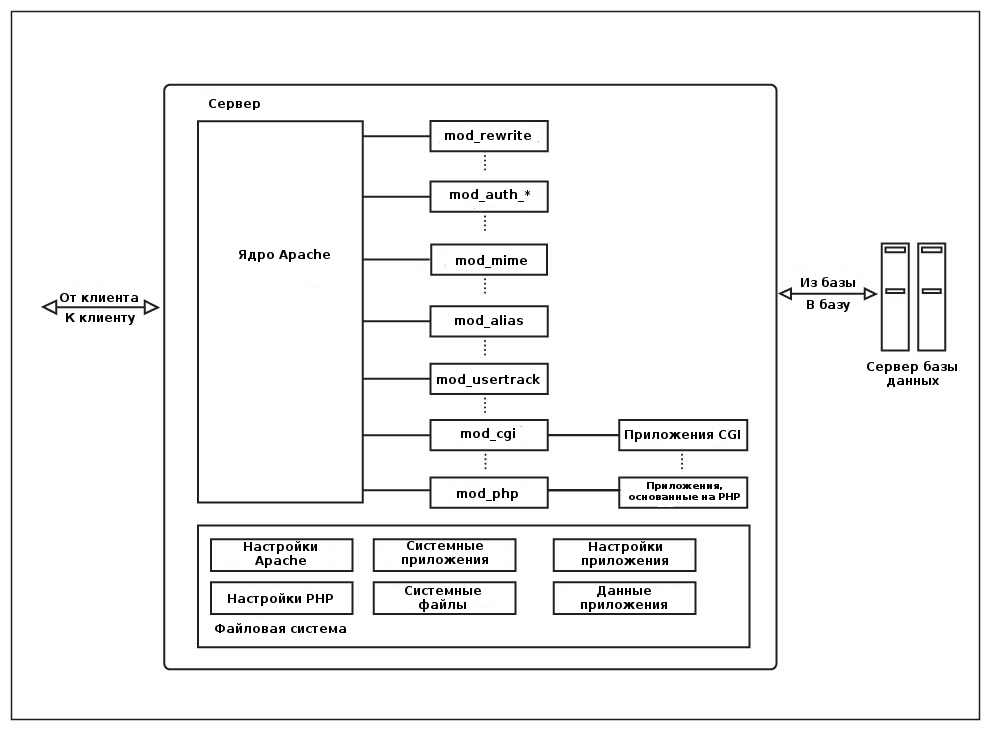 Сервер
Ядро Apache
mod_rewrite
mod_auth_*
mod_mime
mod_alias
mod_usertrack
mod_cgi
mod_php
Приложения CGI
Приложения,
основанные на PHP
От клиента
К клиенту
Из базы
В базу
Сервер базы
данных
Настройки
Apache
Системные
приложения
Настройки
приложения
Настройки PHP
Системные
файлы
Данные
приложения
Файловая система